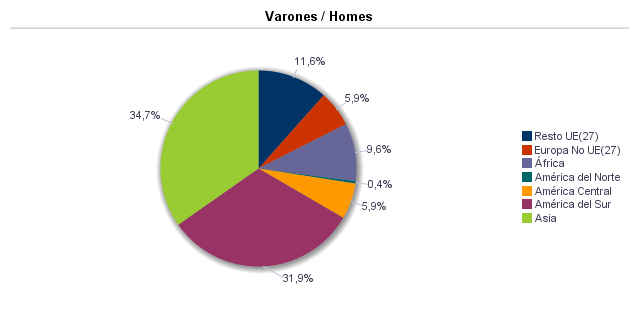 Varones / Homes
11,6%
5,9%
9,6%
0,4%
5,9%
31,9%
34,7%
Resto UE(27)
Europa No UE(27)
África
América del Norte
América Central
América del Sur
Asia